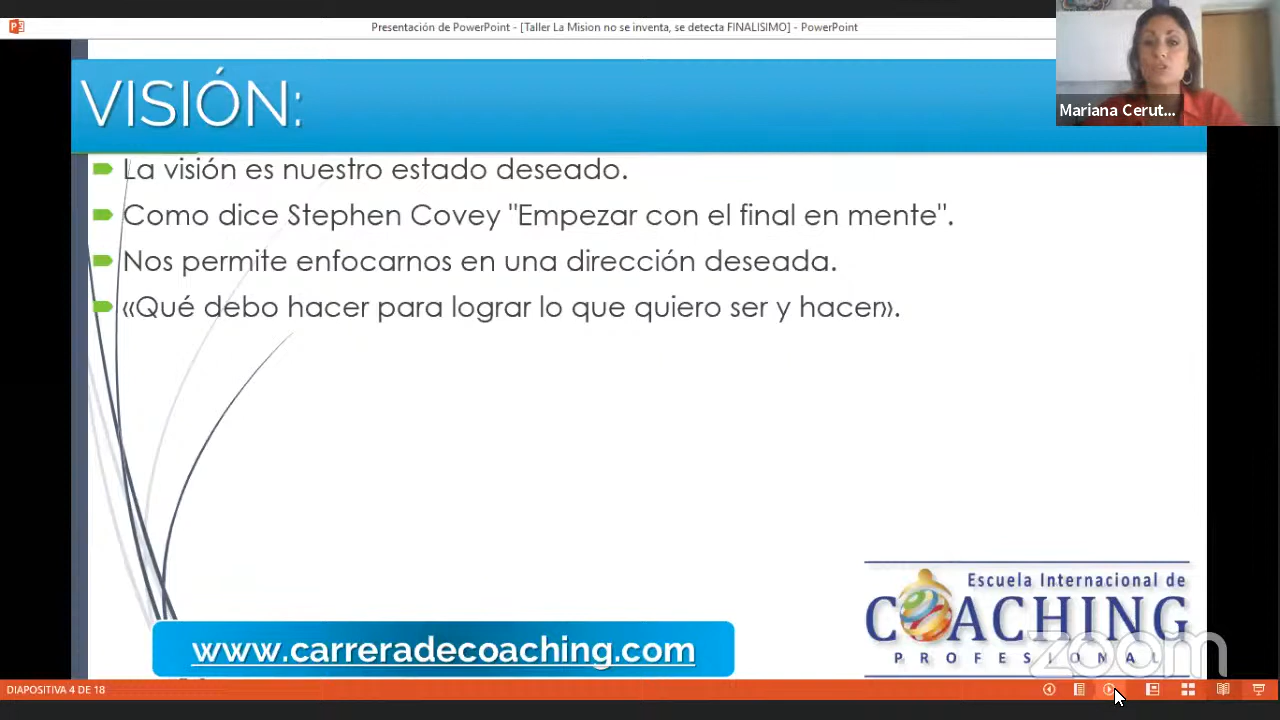 Presentación de PowerPoint - [Taller La Mision no se inventa, se detecta FINALISIMO] - PowerPoint
VISIÓN:
Mariana Cerut...
La visión es nuestro estado deseado.
Como dice Stephen Covey "Empezar con el final en mente".
Nos permite enfocarnos en una dirección deseada.
«Qué debo hacer para lograr lo que quiero ser y hacer».
Escuela Internacional de
COACHING
PROFESIONAL
zoom
www.carreradecoaching.com
DIAPOSITIVA 4 DE 18